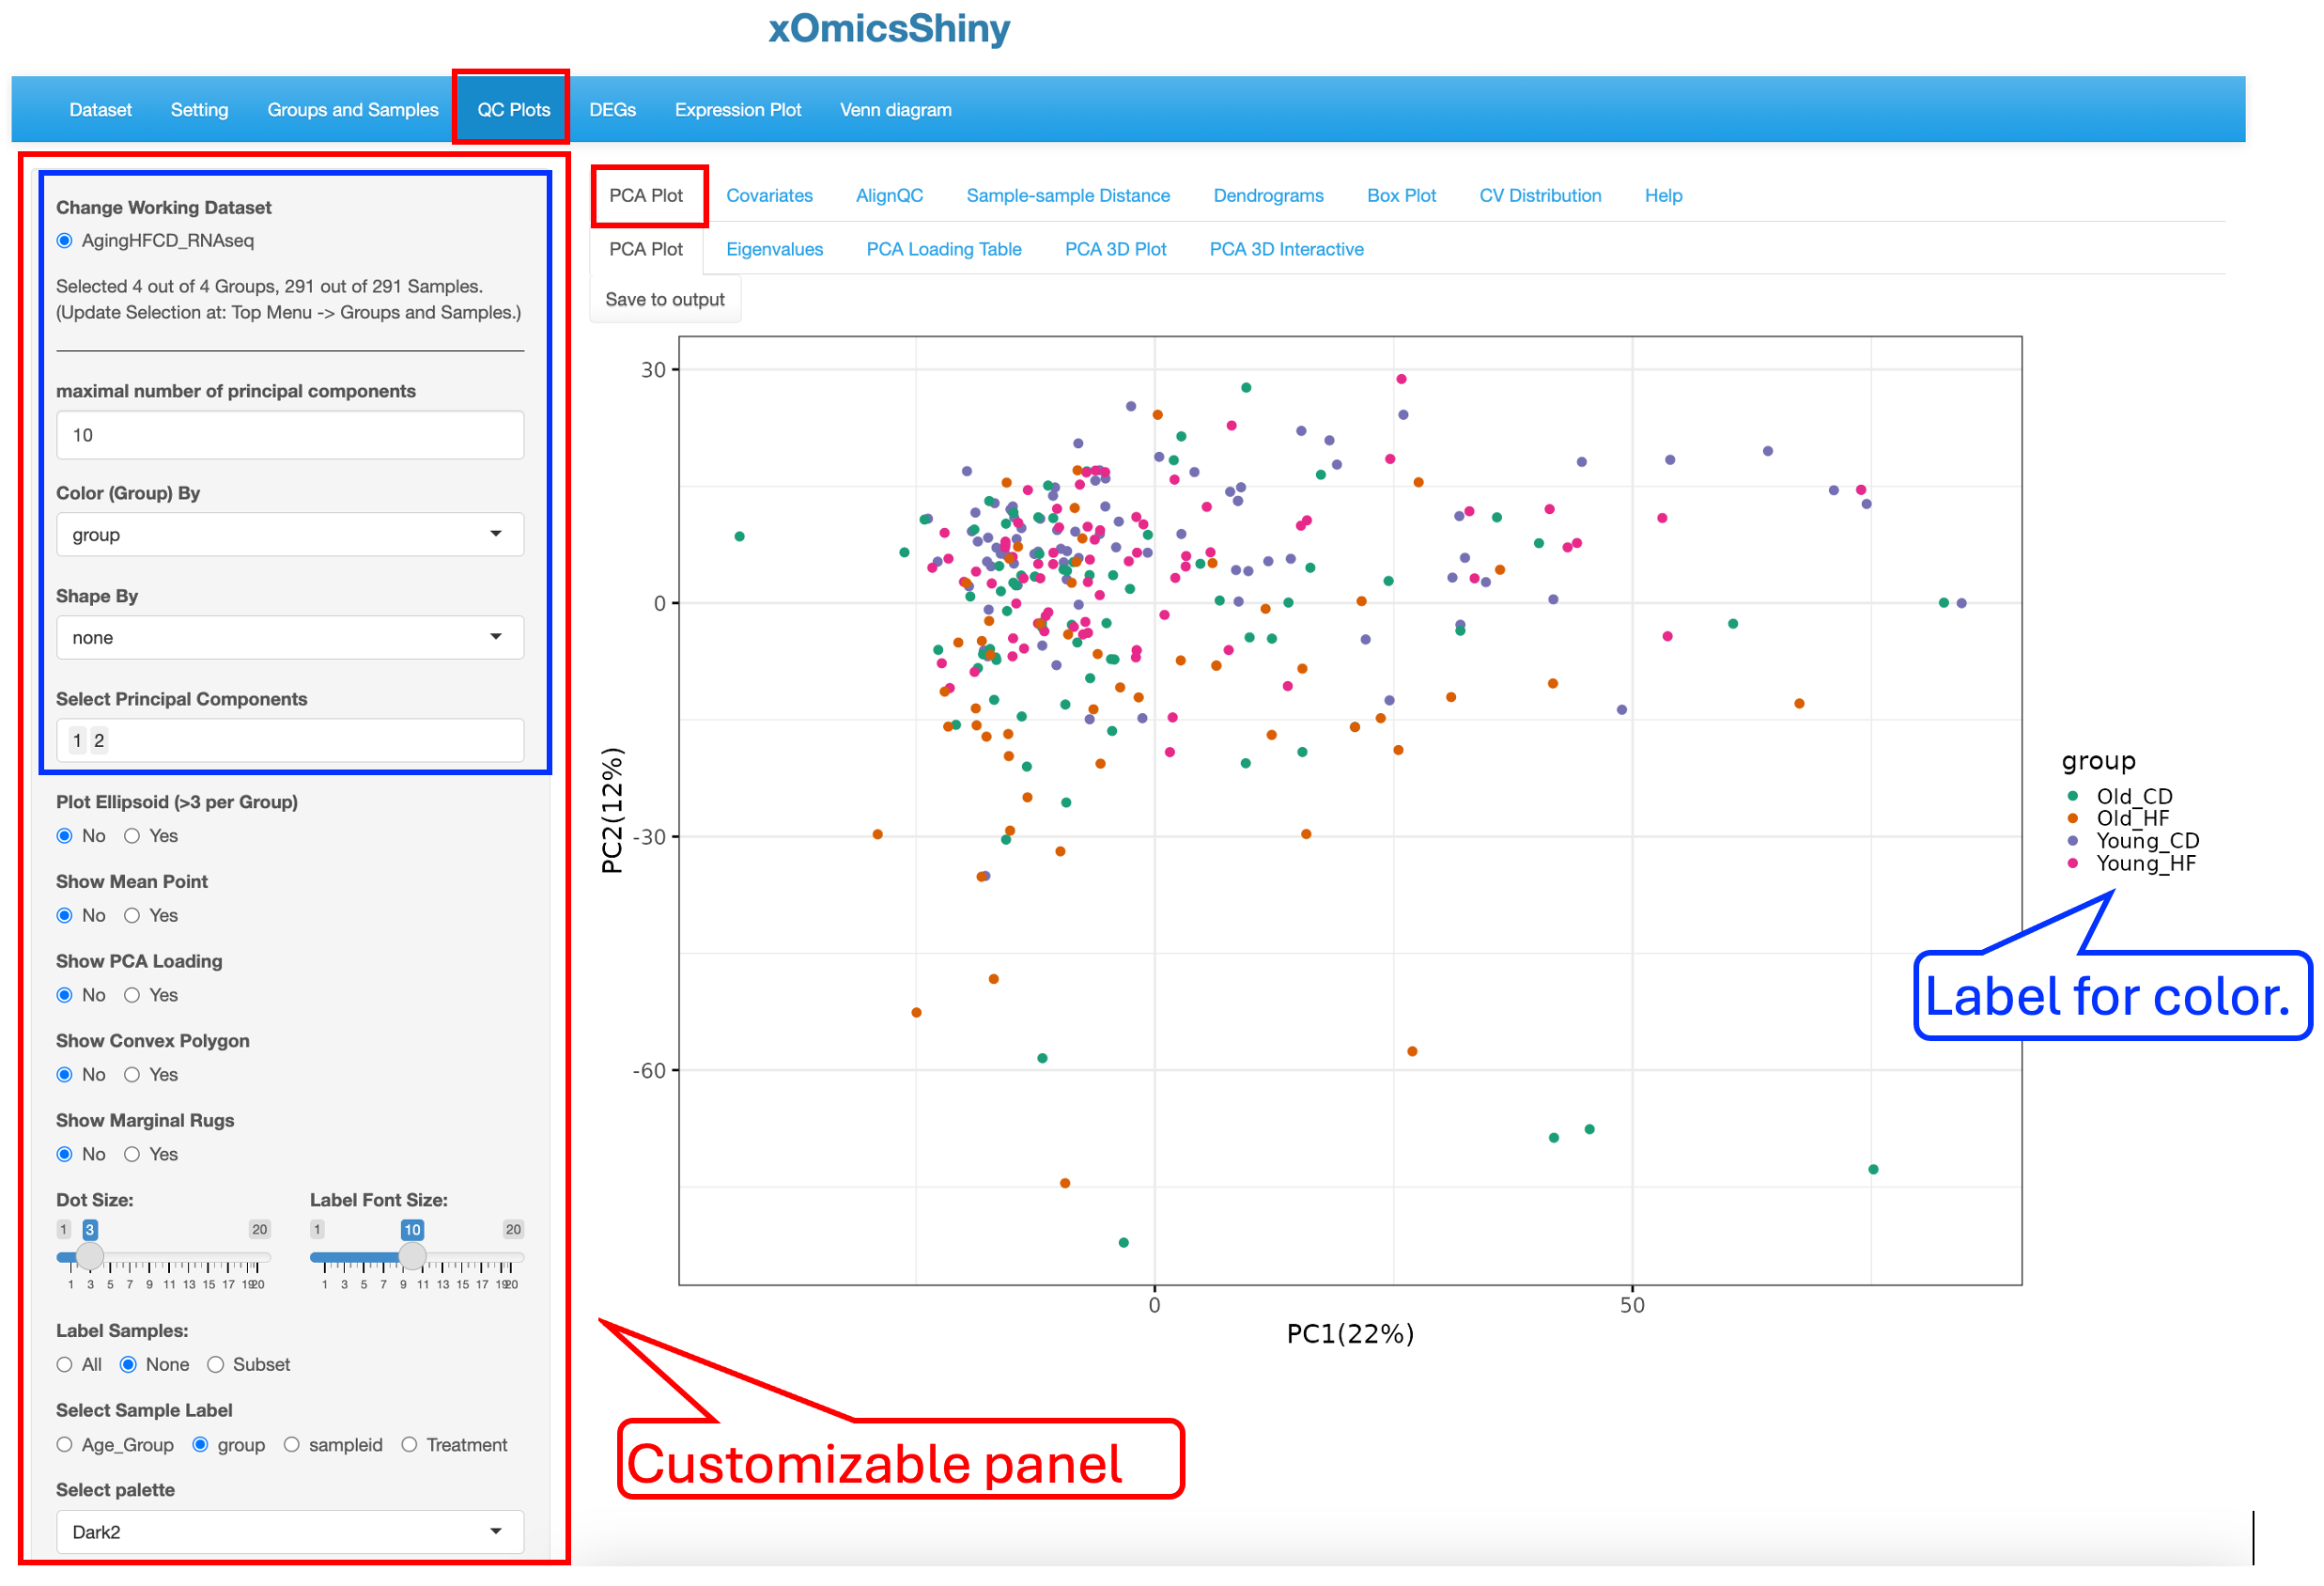 xOmicsShiny
Dataset Setting Groups and Samples QC Plots DEGs Expression Plot Venn diagram
Change Working Dataset
AgingHFCD_RNAseq
Selected 4 out of 4 Groups, 291 out of 291 Samples.
(Update Selection at: Top Menu -> Groups and Samples.)
maximal number of principal components
10
Color (Group) By
group
Shape By
none
Select Principal Components
1 2
Plot Ellipsoid (>3 per Group)
No Yes
Show Mean Point
No Yes
Show PCA Loading
No Yes
Show Convex Polygon
No Yes
Show Marginal Rugs
No Yes
Dot Size: Label Font Size:
1 3 20 1 10 20
1 3 5 7 9 11 13 15 17 19 20 1 3 5 7 9 11 13 15 17 19 20
Label Samples:
All None Subset
Select Sample Label
Age_Group group sampleid Treatment
Select palette
Dark2
PCA Plot Covariates AlignQC Sample-sample Distance Dendrograms Box Plot CV Distribution Help
PCA Plot Eigenvalues PCA Loading Table PCA 3D Plot PCA 3D Interactive
Save to output
30
0
-30
-60
PC2(12%)
0 50
PC1(22%)
group
Old_CD
Old_HF
Young_CD
Young_HF
Label for color.
Customizable panel